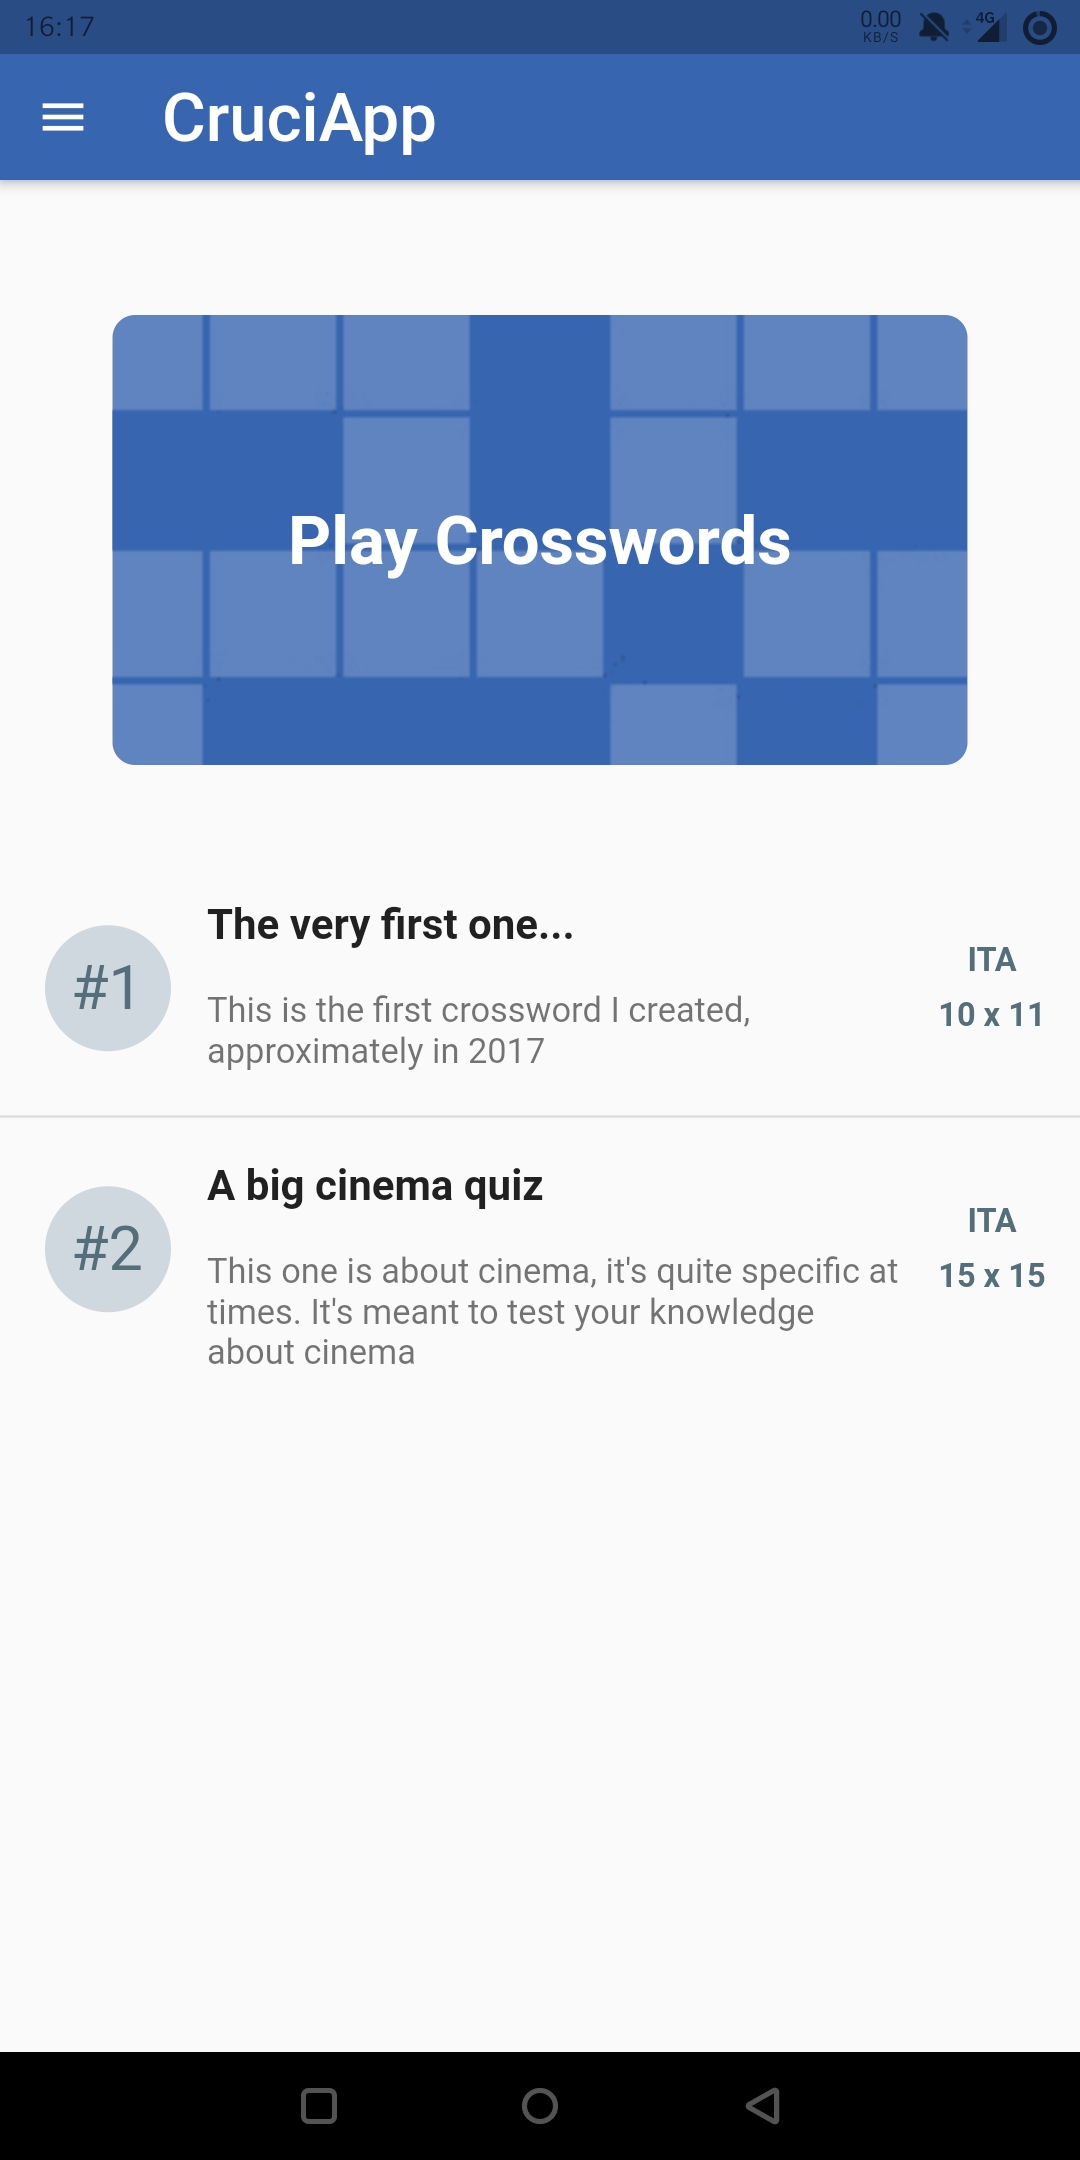 16:17
0.00
KB/S
4G
CruciApp
Play Crosswords
#1
The very first one...
This is the first crossword I created,
approximately in 2017
ITA
10 x 11
#2
A big cinema quiz
This one is about cinema, it's quite specific at
times. It's meant to test your knowledge
about cinema
ITA
15 x 15